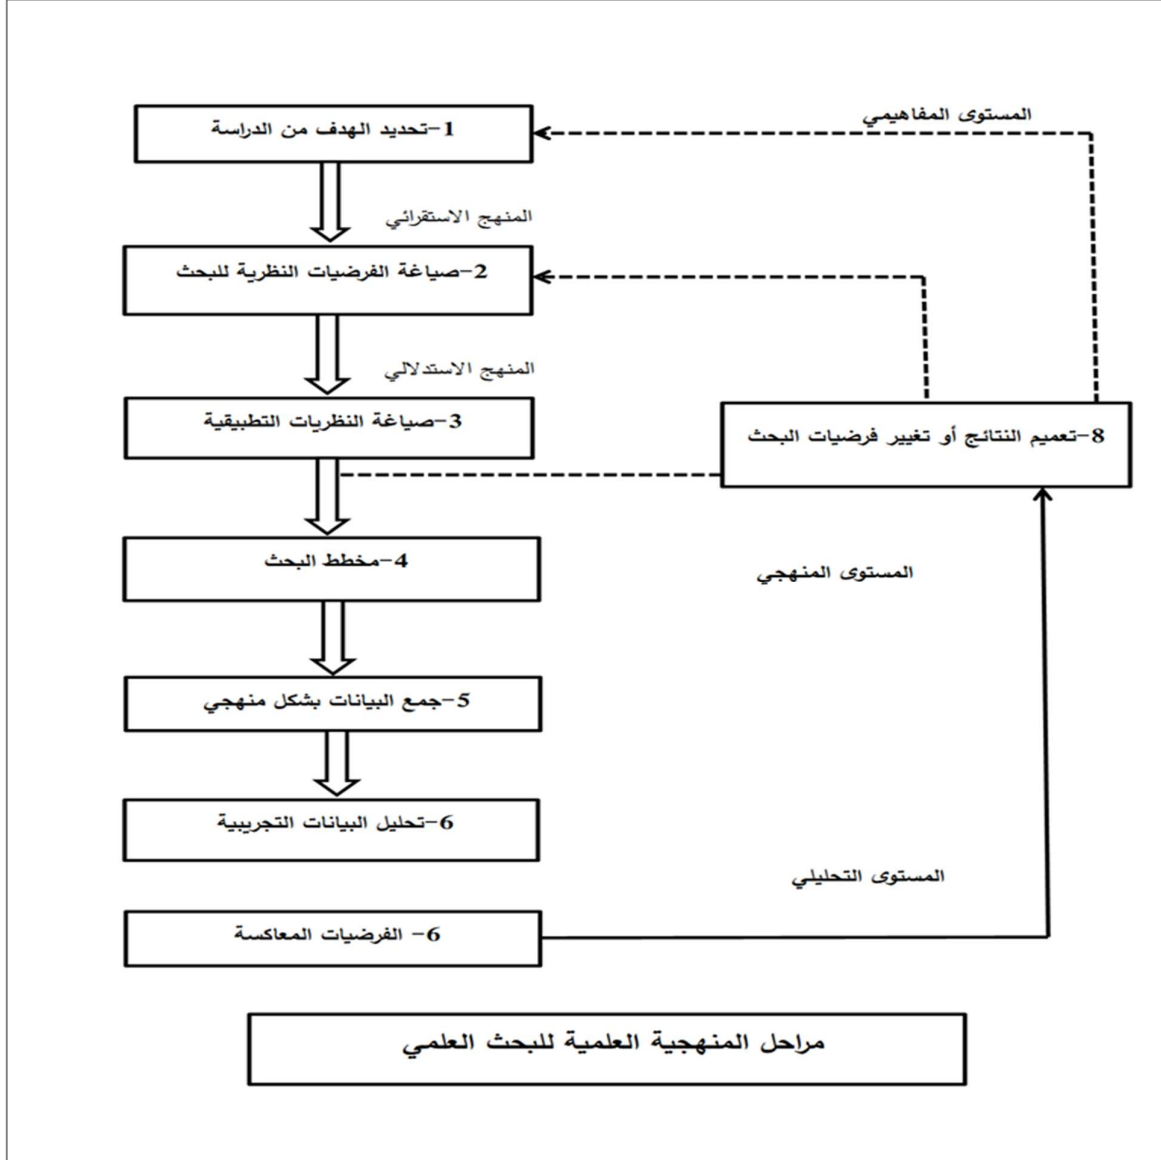 1-تحديد الهدف من الدراسة
المستوى المفاهيمي
المنهج الاستقرائي
2-صياغة الفرضيات النظرية للبحث
المنهج الاستدلالي
3-صياغة النظريات التطبيقية
8-تعميم النتائج أو تغيير فرضيات البحث
4-مخطط البحث
المستوى المنهجي
5-جمع البيانات بشكل منهجي
6-تحليل البيانات التجريبية
المستوى التحليلي
6- الفرضيات المعاكسة
مراحل المنهجية العلمية للبحث العلمي